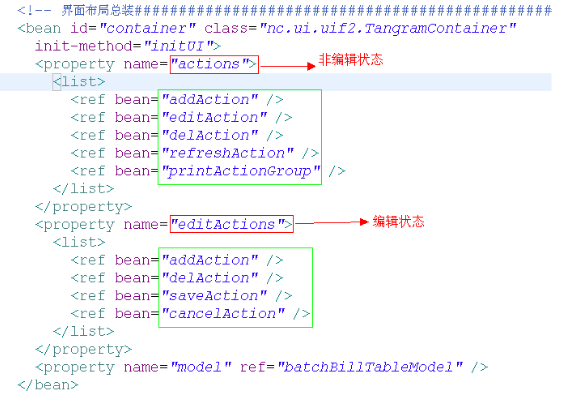 <!-- 界面布局总装################################################
<bean id="container" class="nc.ui.uif2.TangramContainer"
init-method="initUI">
<property name="actions"> 非编辑状态
<list>
<ref bean="addAction" />
<ref bean="editAction" />
<ref bean="delAction" />
<ref bean="refreshAction" />
<ref bean="printActionGroup" />
</list>
</property>
<property name="editActions"> 编辑状态
<list>
<ref bean="addAction" />
<ref bean="delAction" />
<ref bean="saveAction" />
<ref bean="cancelAction" />
</list>
</property>
<property name="model" ref="batchBillTableModel" />
</bean>